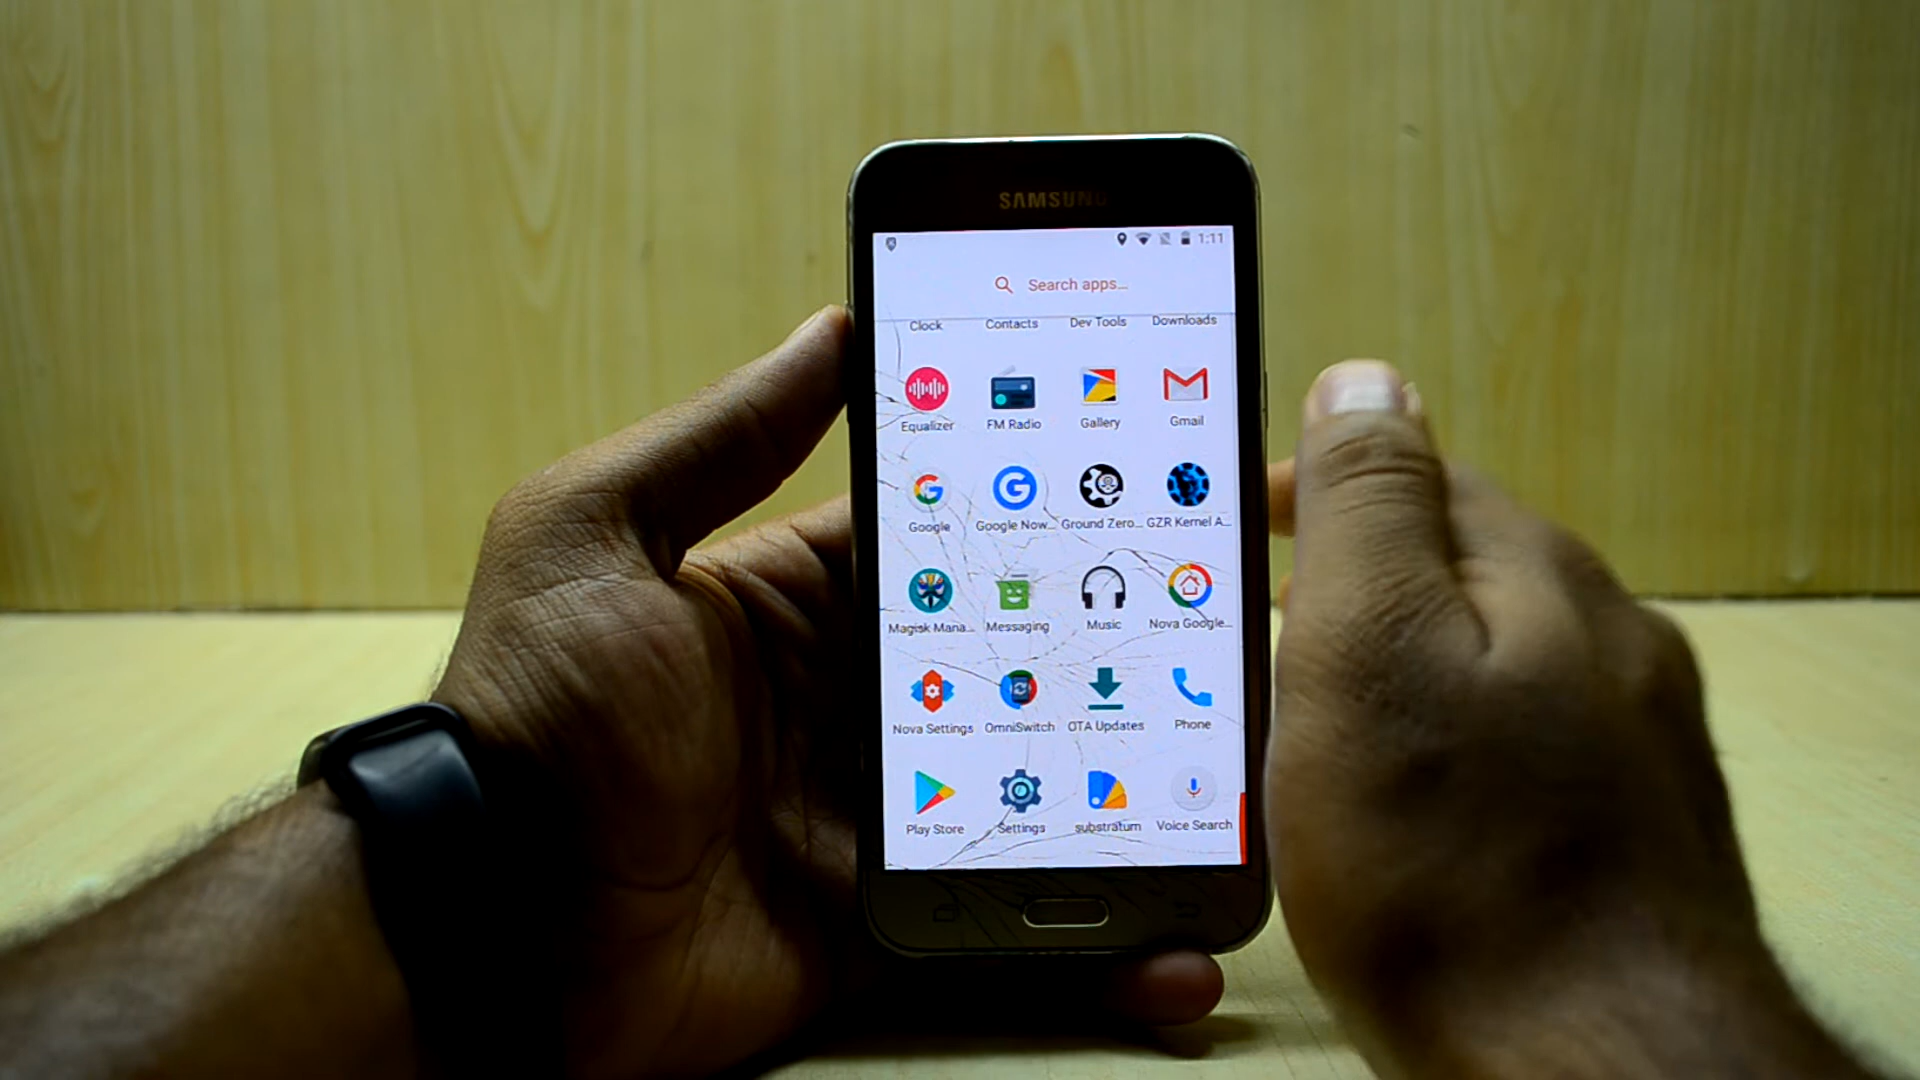 SAMSUNG
1:11
Search apps...
Clock Contacts Dev Tools Downloads
Equalizer FM Radio Gallery Gmail
Google Google Now... Ground Zero... GZR Kernel A...
Magisk Mana... Messaging Music Nova Google...
Nova Settings OmniSwitch OTA Updates Phone
Play Store Settings substratum Voice Search